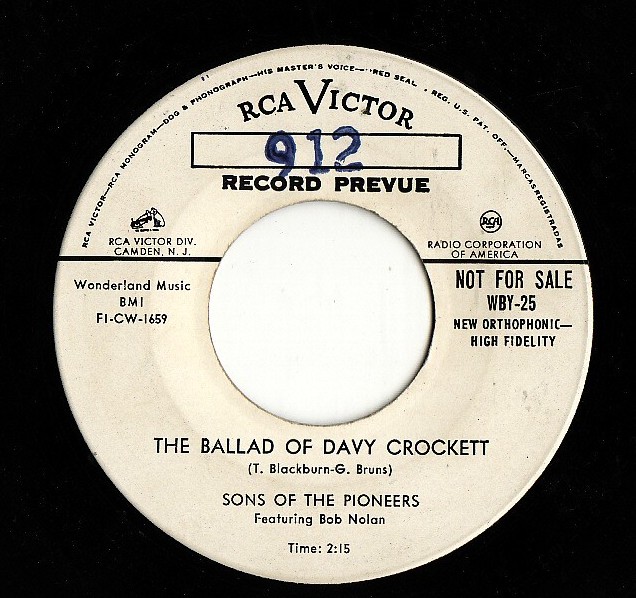 RCA VICTOR—RCA MONOGRAM—DOG & PHONOGRAPH—HIS MASTER'S VOICE—"RED SEAL • REG. U.S. PAT. OFF.—MARCAS REGISTRADAS
RCA VICTOR
912
RECORD PREVUE
RCA VICTOR DIV.
CAMDEN, N. J.
RCA
RADIO CORPORATION
OF AMERICA
Wonderland Music
BMI
F1-CW-1659
NOT FOR SALE
WBY-25
NEW ORTHOPHONIC—
HIGH FIDELITY
THE BALLAD OF DAVY CROCKETT
(T. Blackburn-G. Bruns)
SONS OF THE PIONEERS
Featuring Bob Nolan
Time: 2:15